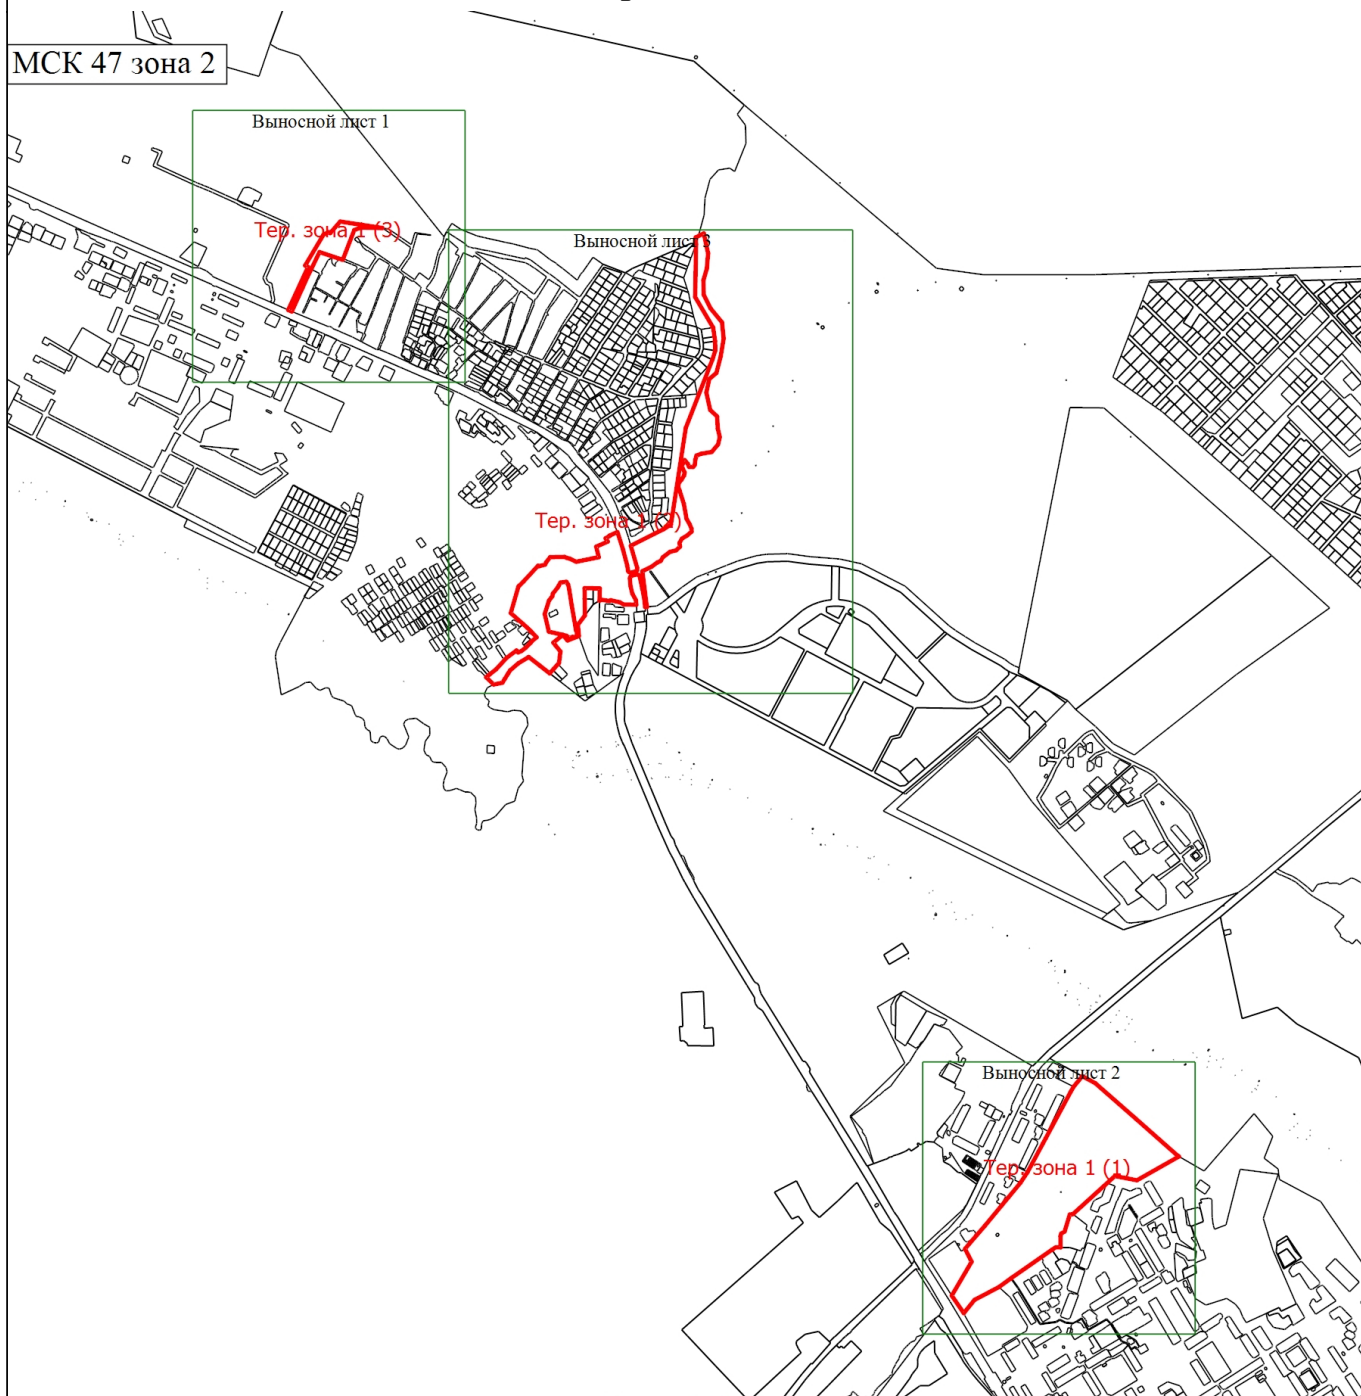 МСК 47 зона 2
Выносной лист 1
Тер. зона 1 (3)
Выносной лист 3
Тер. зона 1 (2)
Выносной лист 2
Тер. зона 1 (1)